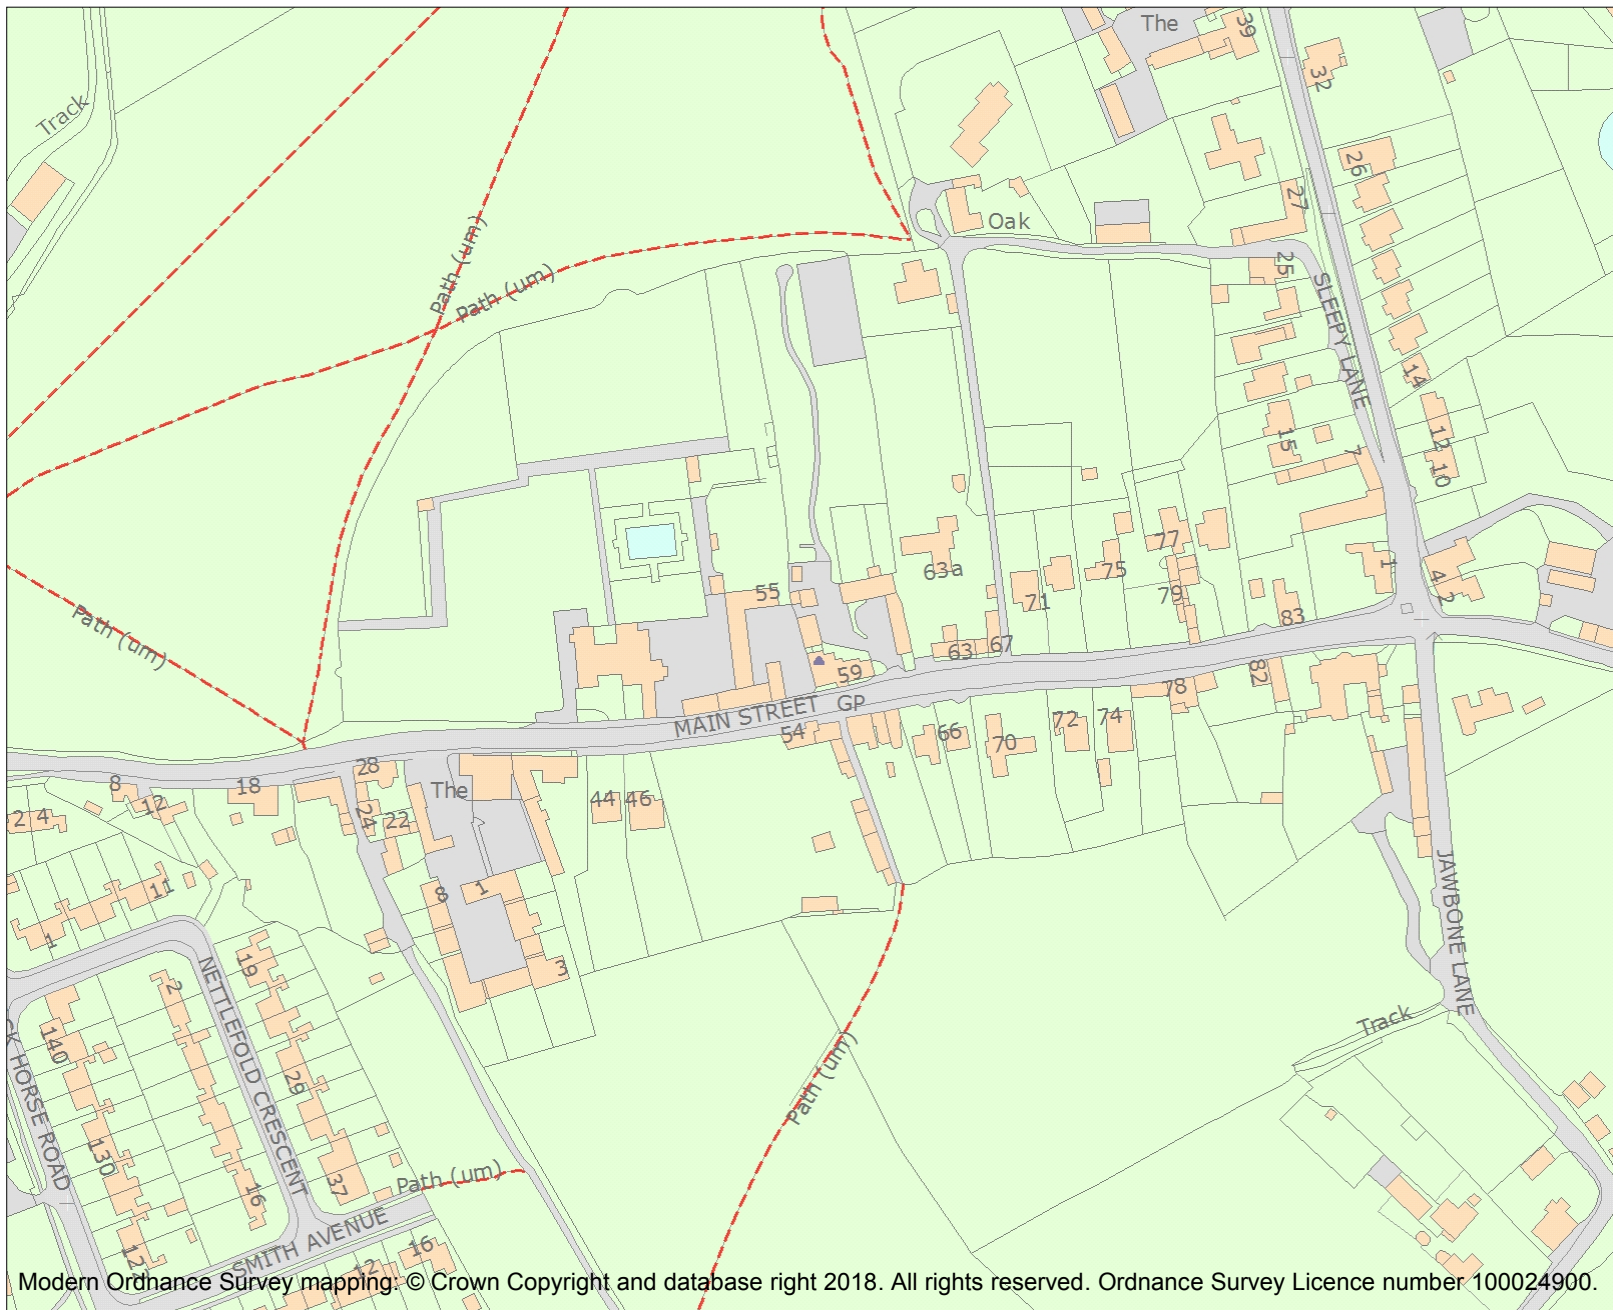 The
39
32
Track
26
27
Oak
Path (um)
Path (um)
25
SLEEPY LANE
14
15
7
12
10
77
63a
75
1
55
71
79
4
2
83
Path (um)
67
63
59
82
78
MAIN STREET
GP
54
66
72
74
70
28
The
8
18
12
44
46
24
22
2
4
11
8
1
JAWBONE LANE
1
3
19
2
NETTLEFOLD CRESCENT
Track
140
CK HORSE ROAD
29
Path (um)
130
37
Path (um)
16
SMITH AVENUE
16
12
Modern Ordnance Survey mapping: © Crown Copyright and database right 2018. All rights reserved. Ordnance Survey Licence number 100024900.